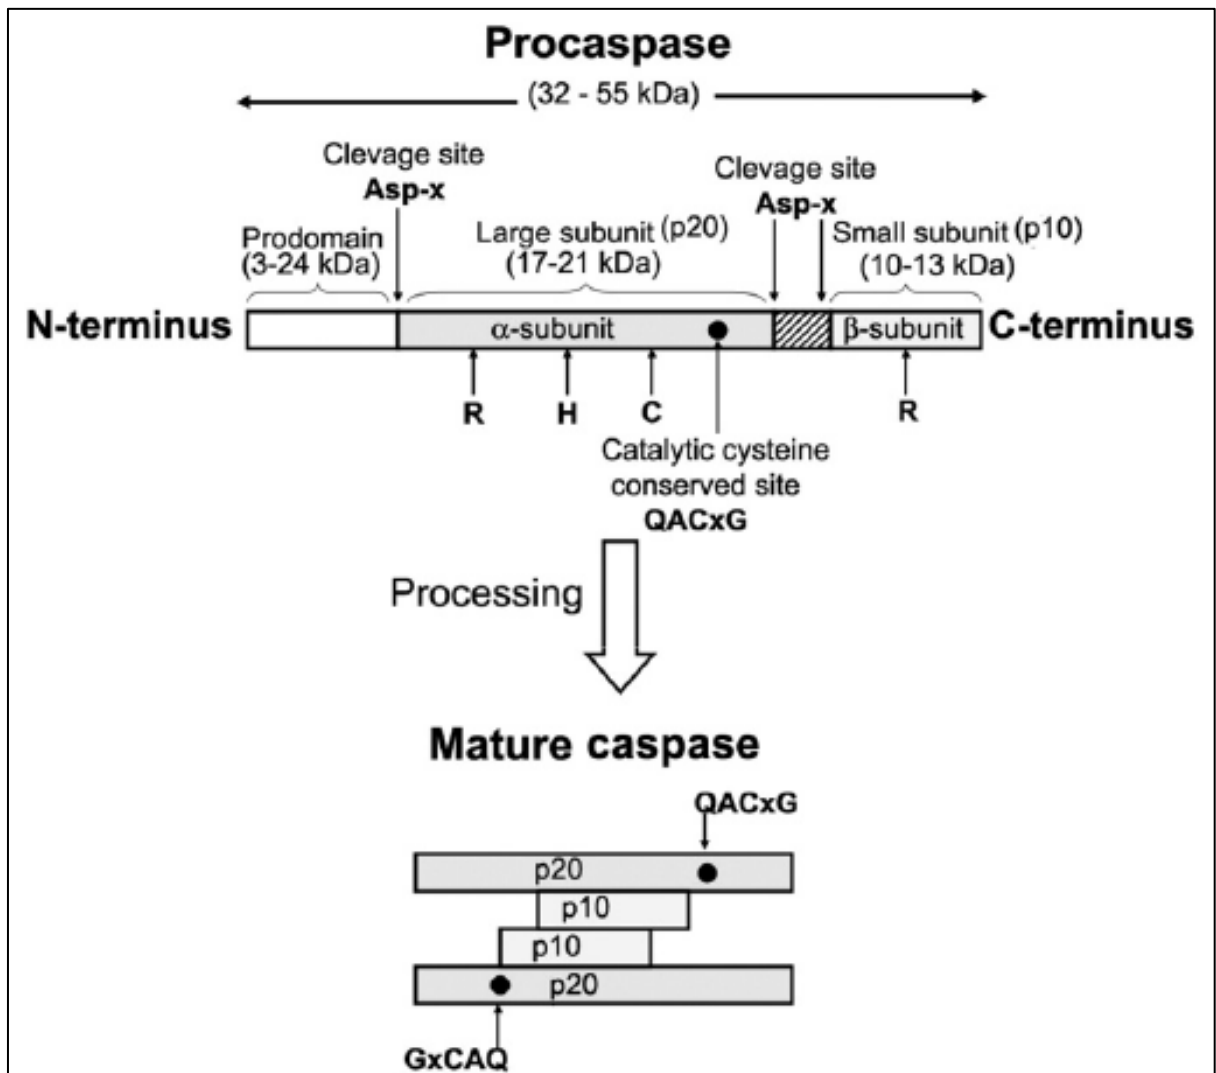 Procaspase
(32 - 55 kDa)
Clevage site
Asp-x
Clevage site
Asp-x
Prodomain
(3-24 kDa)
Large subunit (p20)
(17-21 kDa)
Small subunit (p10)
(10-13 kDa)
N-terminus
α-subunit
β-subunit
C-terminus
R
H
C
R
Catalytic cysteine
conserved site
QACxG
Processing
Mature caspase
QACxG
p20
p10
p10
p20
GxCAQ